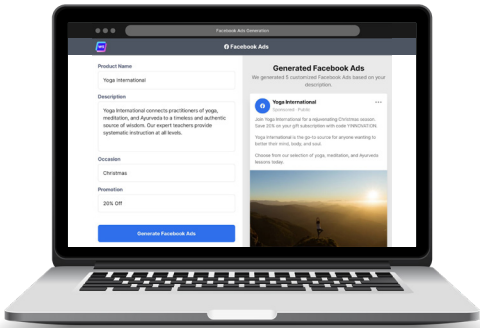 Facebook Ads Generation
Facebook Ads
Product Name
Yoga International
Description
Yoga International connects practitioners of yoga,
meditation, and Ayurveda to a timeless and authentic
source of wisdom. Our expert teachers provide
systematic instruction at all levels.
Occasion
Christmas
Promotion
20% Off
Generate Facebook Ads
Generated Facebook Ads
We generated 5 customized Facebook Ads based on your
description.
Yoga International
Sponsored · Public
Join Yoga International for a rejuvenating Christmas season.
Save 20% on your gift subscription with code
Yoga International is the go-to source for anyone wanting to
better their mind, body, and soul.
Choose from our selection of yoga, meditation, and Ayurveda
lessons today.